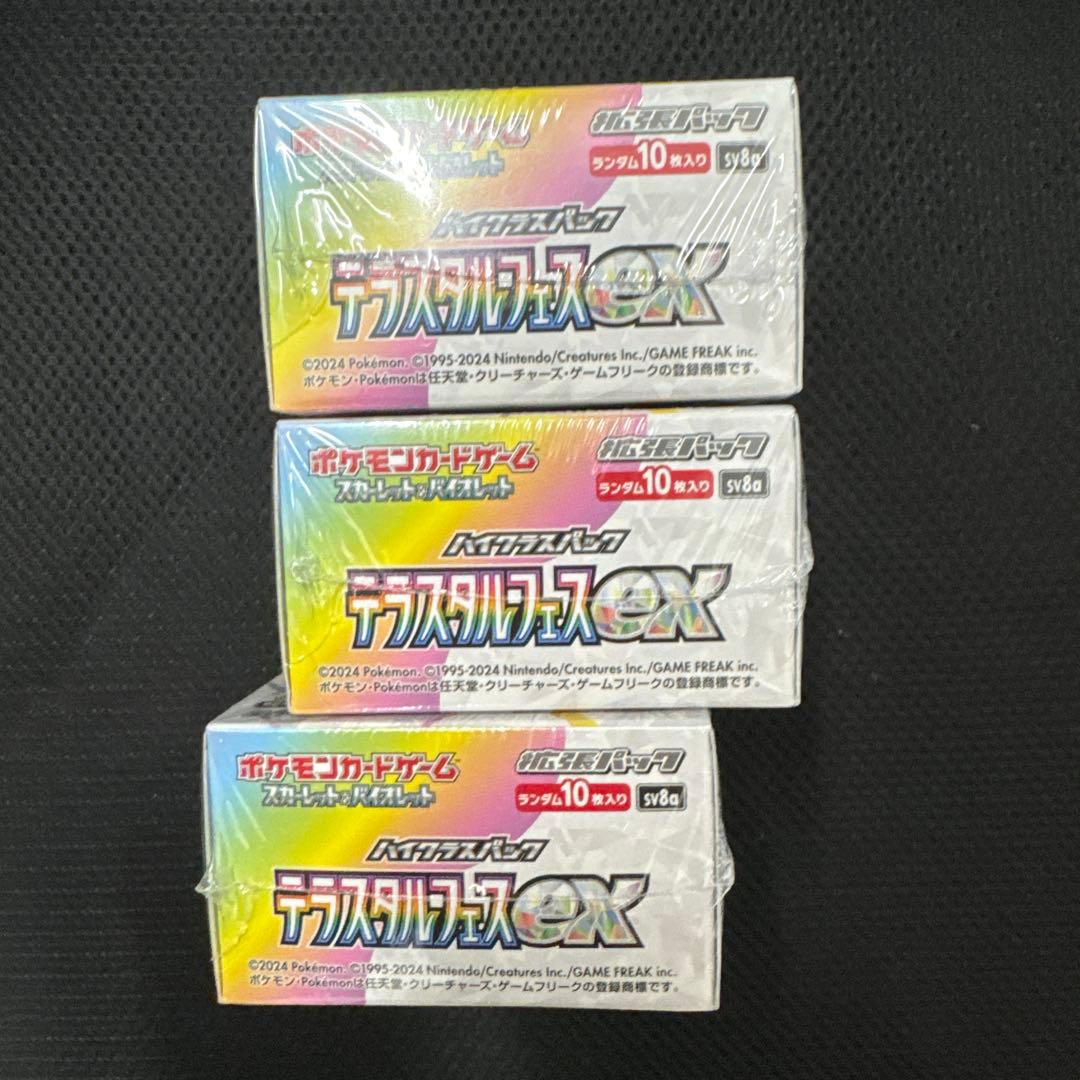 ポケモンカードゲーム
拡張パック
ランダム10枚入り
sv8a
ハイクラスパック
テラスタルフェスex
©2024 Pokémon. ©1995-2024 Nintendo/Creatures Inc./GAME FREAK inc.
ポケモン・Pokémonは任天堂・クリーチャーズ・ゲームフリークの登録商標です。
ポケモンカードゲーム
スカーレット&バイオレット
拡張パック
ランダム10枚入り
sv8a
ハイクラスパック
テラスタルフェスex
©2024 Pokémon. ©1995-2024 Nintendo/Creatures Inc./GAME FREAK inc.
ポケモン・Pokémonは任天堂・クリーチャーズ・ゲームフリークの登録商標です。
ポケモンカードゲーム
スカーレット&バイオレット
拡張パック
ランダム10枚入り
sv8a
ハイクラスパック
テラスタルフェスex
©2024 Pokémon. ©1995-2024 Nintendo/Creatures Inc./GAME FREAK inc.
ポケモン・Pokémonは任天堂・クリーチャーズ・ゲームフリークの登録商標です。